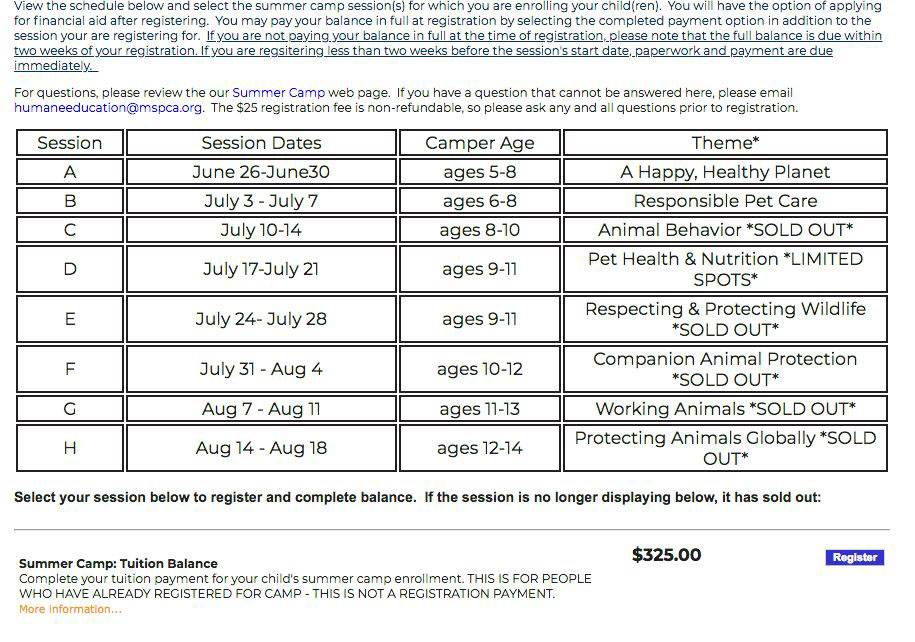 View the schedule below and select the summer camp session(s) for which you are enrolling your child(ren). You will have the option of applying
for financial aid after registering. You may pay your balance in full at registration by selecting the completed payment option in addition to the
session your are registering for. If you are not paying your balance in full at the time of registration, please note that the full balance is due within
two weeks of your registration. If you are regsitering less than two weeks before the session's start date, paperwork and payment are due
immediately.
For questions, please review the our Summer Camp web page. If you have a question that cannot be answered here, please email
humaneeducation@mspca.org. The $25 registration fee is non-refundable, so please ask any and all questions prior to registration.
Session Session Dates Camper Age Theme*
A June 26-June30 ages 5-8 A Happy, Healthy Planet
B July 3 - July 7 ages 6-8 Responsible Pet Care
C July 10-14 ages 8-10 Animal Behavior *SOLD OUT*
D July 17-July 21 ages 9-11 Pet Health & Nutrition *LIMITED
SPOTS*
E July 24- July 28 ages 9-11 Respecting & Protecting Wildlife
*SOLD OUT*
F July 31 - Aug 4 ages 10-12 Companion Animal Protection
*SOLD OUT*
G Aug 7 - Aug 11 ages 11-13 Working Animals *SOLD OUT*
H Aug 14 - Aug 18 ages 12-14 Protecting Animals Globally *SOLD
OUT*
Select your session below to register and complete balance. If the session is no longer displaying below, it has sold out:
Summer Camp: Tuition Balance $325.00 Register
Complete your tuition payment for your child's summer camp enrollment. THIS IS FOR PEOPLE
WHO HAVE ALREADY REGISTERED FOR CAMP - THIS IS NOT A REGISTRATION PAYMENT.
More information...